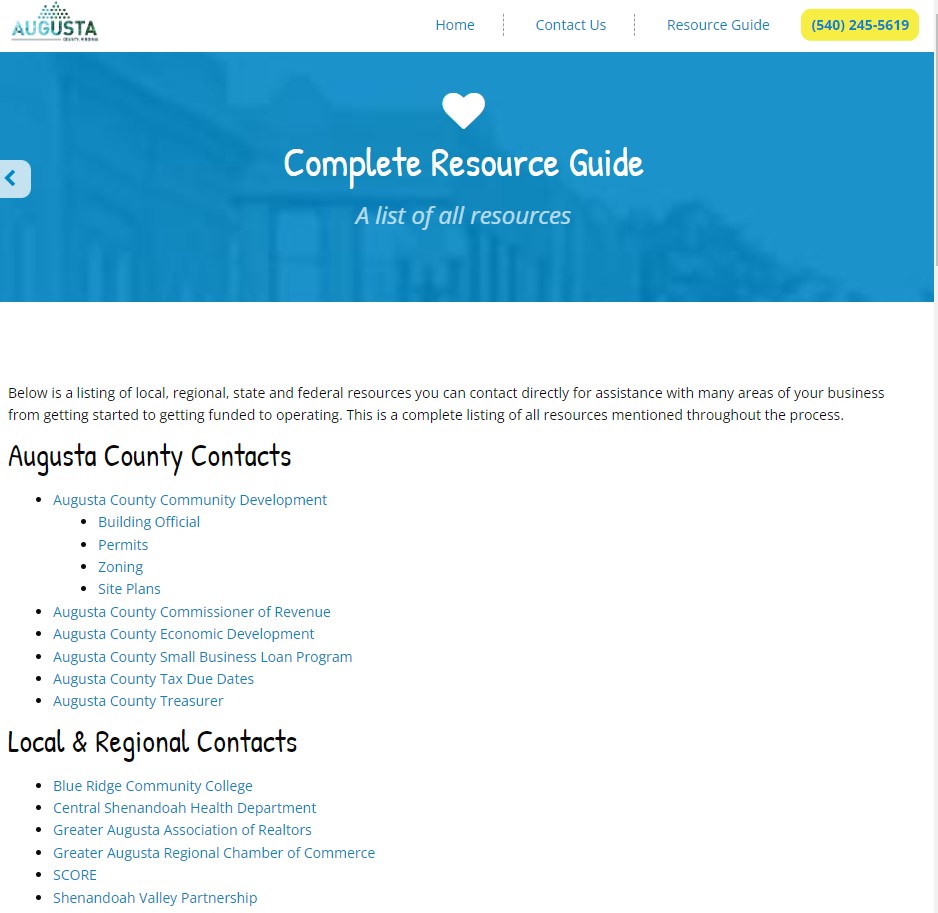 AUGUSTA
COUNTY, VIRGINIA
Home
Contact Us
Resource Guide
(540) 245-5619
Complete Resource Guide
A list of all resources
Below is a listing of local, regional, state and federal resources you can contact directly for assistance with many areas of your business
from getting started to getting funded to operating. This is a complete listing of all resources mentioned throughout the process.
Augusta County Contacts
Augusta County Community Development
Building Official
Permits
Zoning
Site Plans
Augusta County Commissioner of Revenue
Augusta County Economic Development
Augusta County Small Business Loan Program
Augusta County Tax Due Dates
Augusta County Treasurer
Local & Regional Contacts
Blue Ridge Community College
Central Shenandoah Health Department
Greater Augusta Association of Realtors
Greater Augusta Regional Chamber of Commerce
SCORE
Shenandoah Valley Partnership